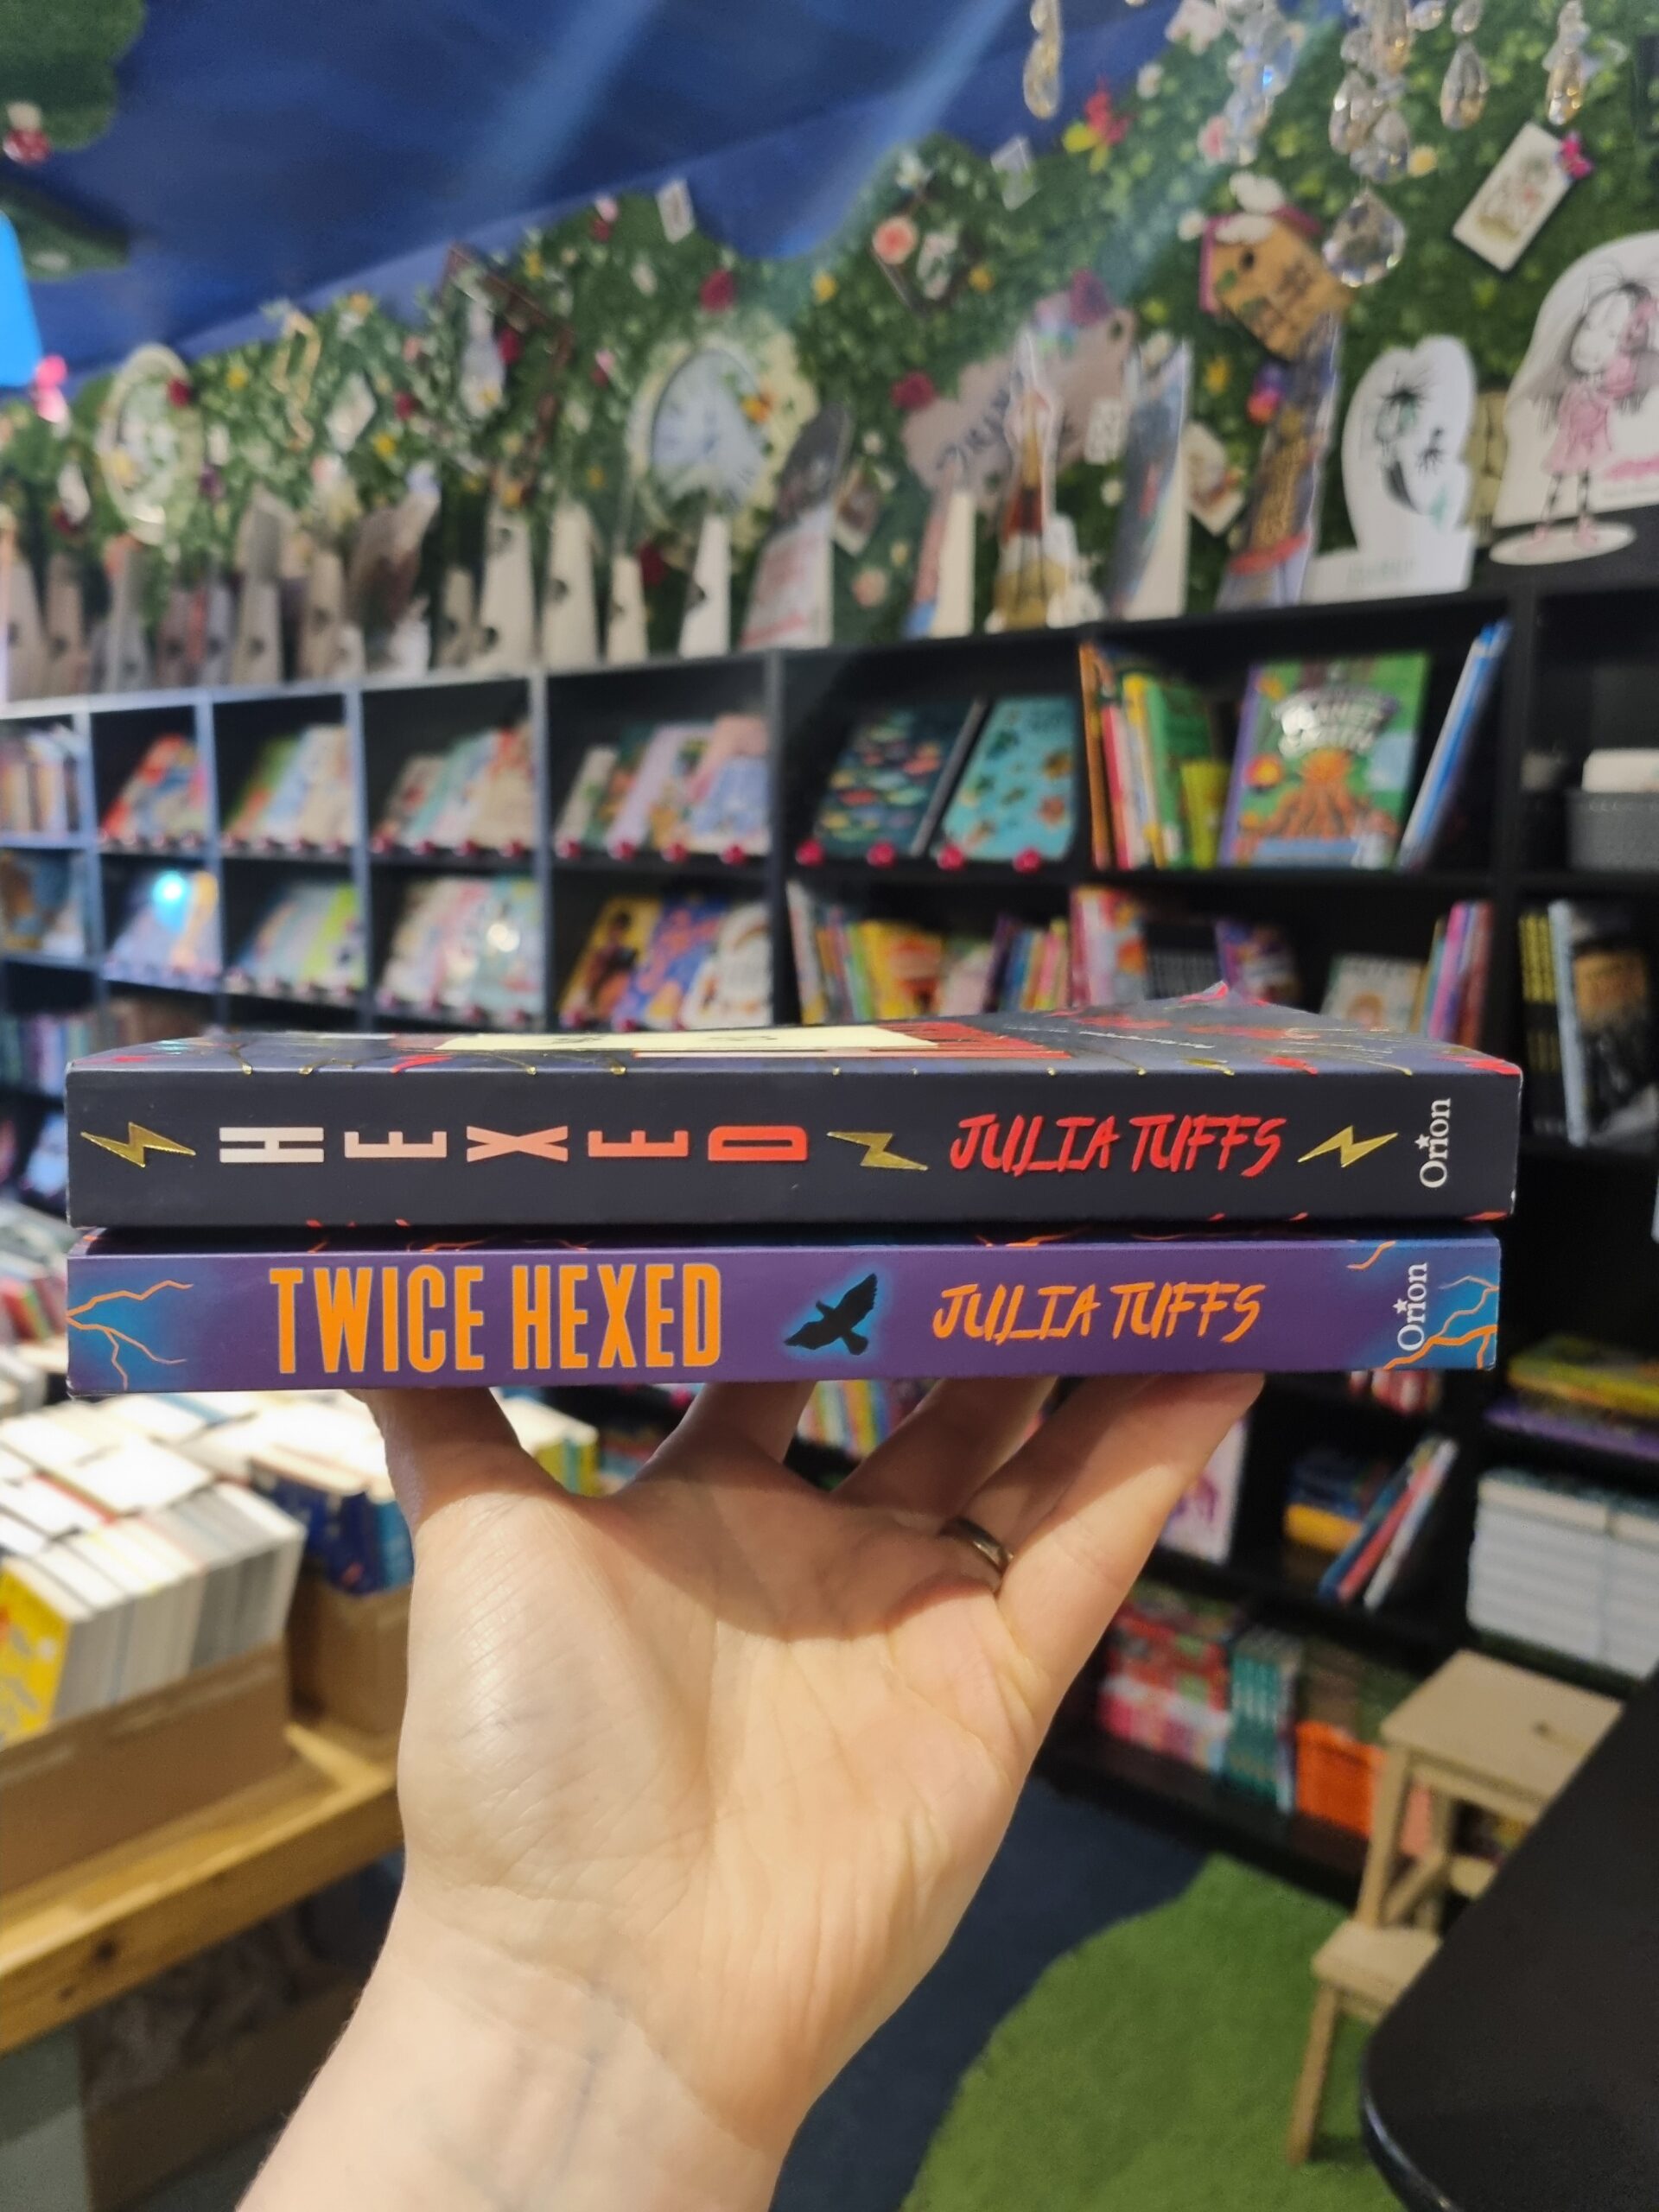 HEXED JULIA TUFFS Orion
TWICE HEXED JULIA TUFFS Orion